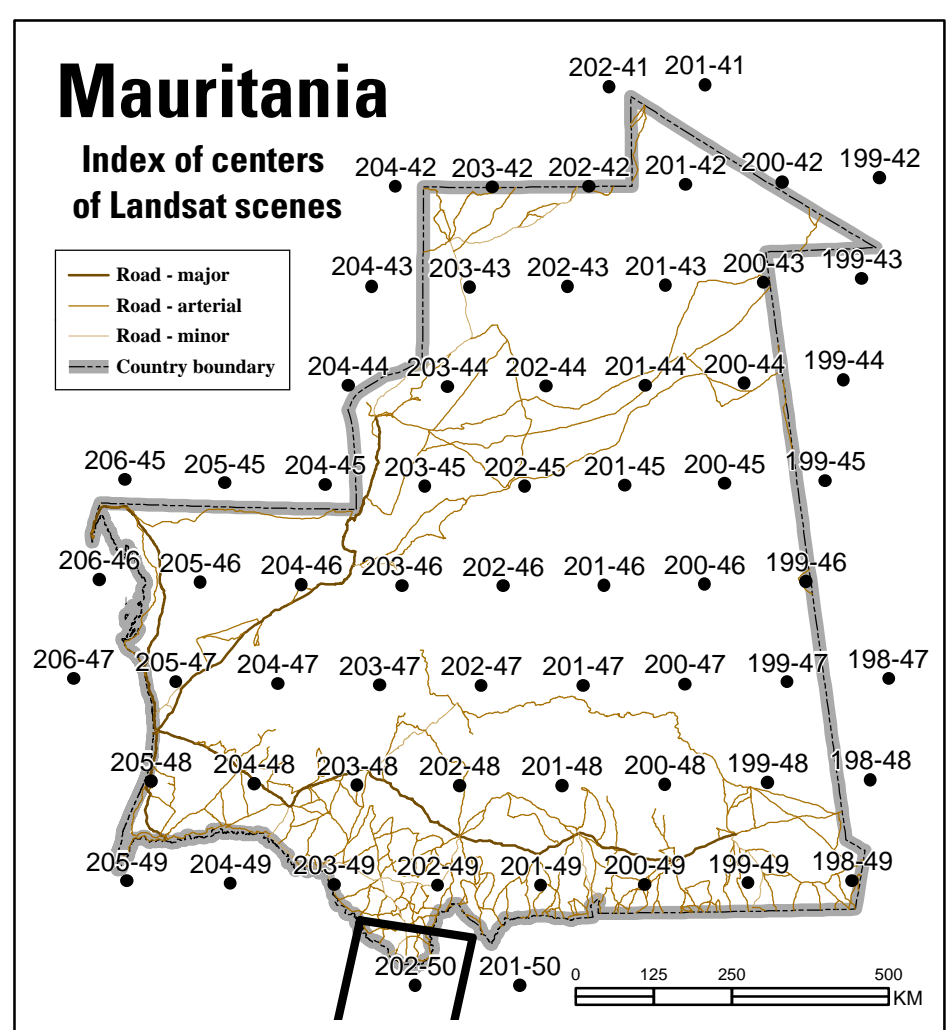 Mauritania
Index of centers
of Landsat scenes
Road - major
Road - arterial
Road - minor
Country boundary
202-41 201-41
204-42 203-42 202-42 201-42 200-42 199-42
204-43 203-43 202-43 201-43 200-43 199-43
204-44 203-44 202-44 201-44 200-44 199-44
206-45 205-45 204-45 203-45 202-45 201-45 200-45 199-45
206-46 205-46 204-46 203-46 202-46 201-46 200-46 199-46
206-47 205-47 204-47 203-47 202-47 201-47 200-47 199-47 198-47
205-48 204-48 203-48 202-48 201-48 200-48 199-48 198-48
205-49 204-49 203-49 202-49 201-49 200-49 199-49 198-49
202-50 201-50
0 125 250 500
KM